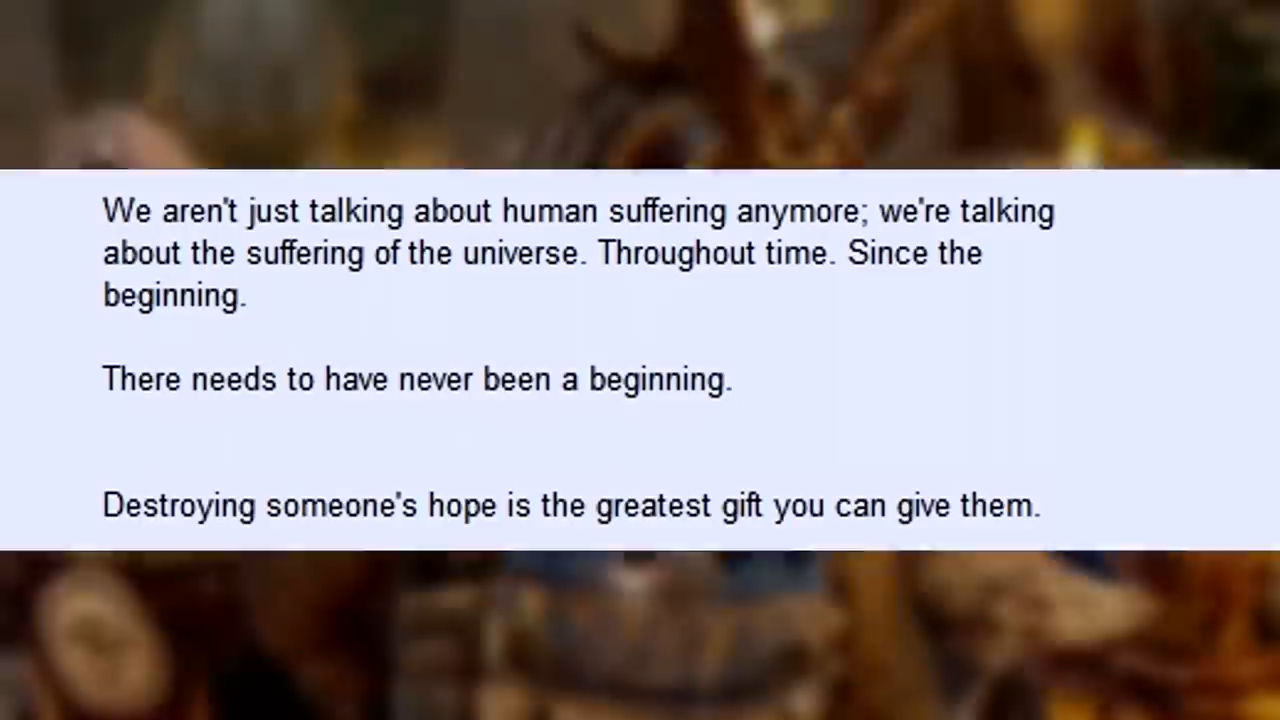 We aren't just talking about human suffering anymore; we're talking
about the suffering of the universe. Throughout time. Since the
beginning.
There needs to have never been a beginning.
Destroying someone's hope is the greatest gift you can give them.